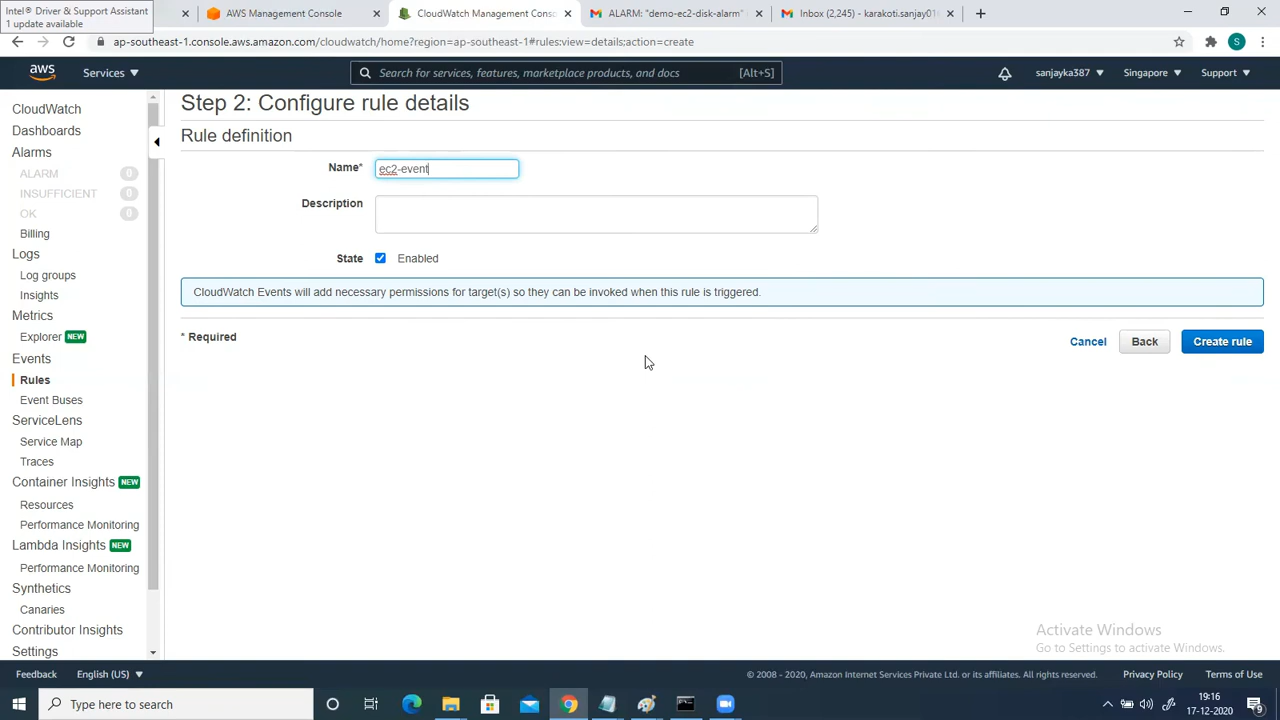 Intel® Driver & Support Assistant
1 update available
AWS Management Console
CloudWatch Management Conso
ALARM: "demo-ec2-disk-alarm"
Inbox (2,245) - karakoti.sanjay01
ap-southeast-1.console.aws.amazon.com/cloudwatch/home?region=ap-southeast-1#rules:view=details;action=create
S
aws
Services
Search for services, features, marketplace products, and docs
[Alt+S]
sanjayka387
Singapore
Support
CloudWatch
Dashboards
Alarms
ALARM 0
INSUFFICIENT 0
OK 0
Billing
Logs
Log groups
Insights
Metrics
Explorer NEW
Events
Rules
Event Buses
ServiceLens
Service Map
Traces
Container Insights NEW
Resources
Performance Monitoring
Lambda Insights NEW
Performance Monitoring
Synthetics
Canaries
Contributor Insights
Settings
Step 2: Configure rule details
Rule definition
Name* ec2-event
Description
State Enabled
CloudWatch Events will add necessary permissions for target(s) so they can be invoked when this rule is triggered.
* Required
Cancel
Back
Create rule
Activate Windows
Go to Settings to activate Windows.
Feedback
English (US)
© 2008 - 2020, Amazon Internet Services Private Ltd. or its affiliates. All rights reserved.
Privacy Policy
Terms of Use
Type here to search
19:16
17-12-2020